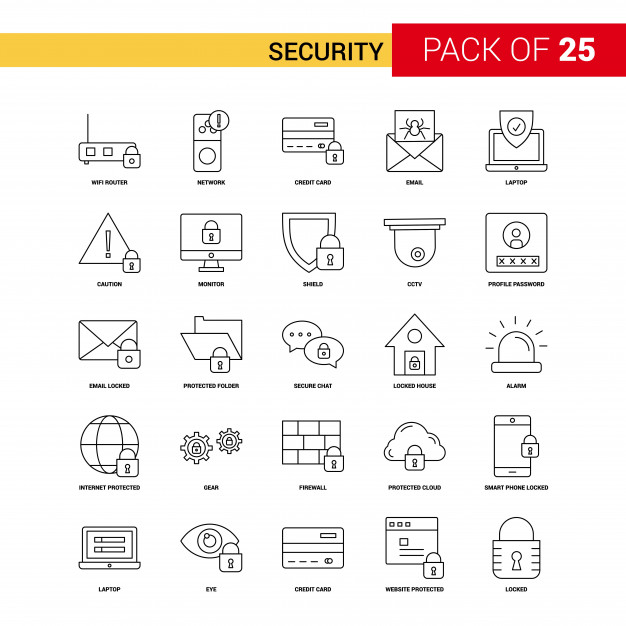 SECURITY PACK OF 25
WIFI ROUTER NETWORK CREDIT CARD EMAIL LAPTOP
CAUTION MONITOR SHIELD CCTV PROFILE PASSWORD
EMAIL LOCKED PROTECTED FOLDER SECURE CHAT LOCKED HOUSE ALARM
INTERNET PROTECTED GEAR FIREWALL PROTECTED CLOUD SMART PHONE LOCKED
LAPTOP EYE CREDIT CARD WEBSITE PROTECTED LOCKED